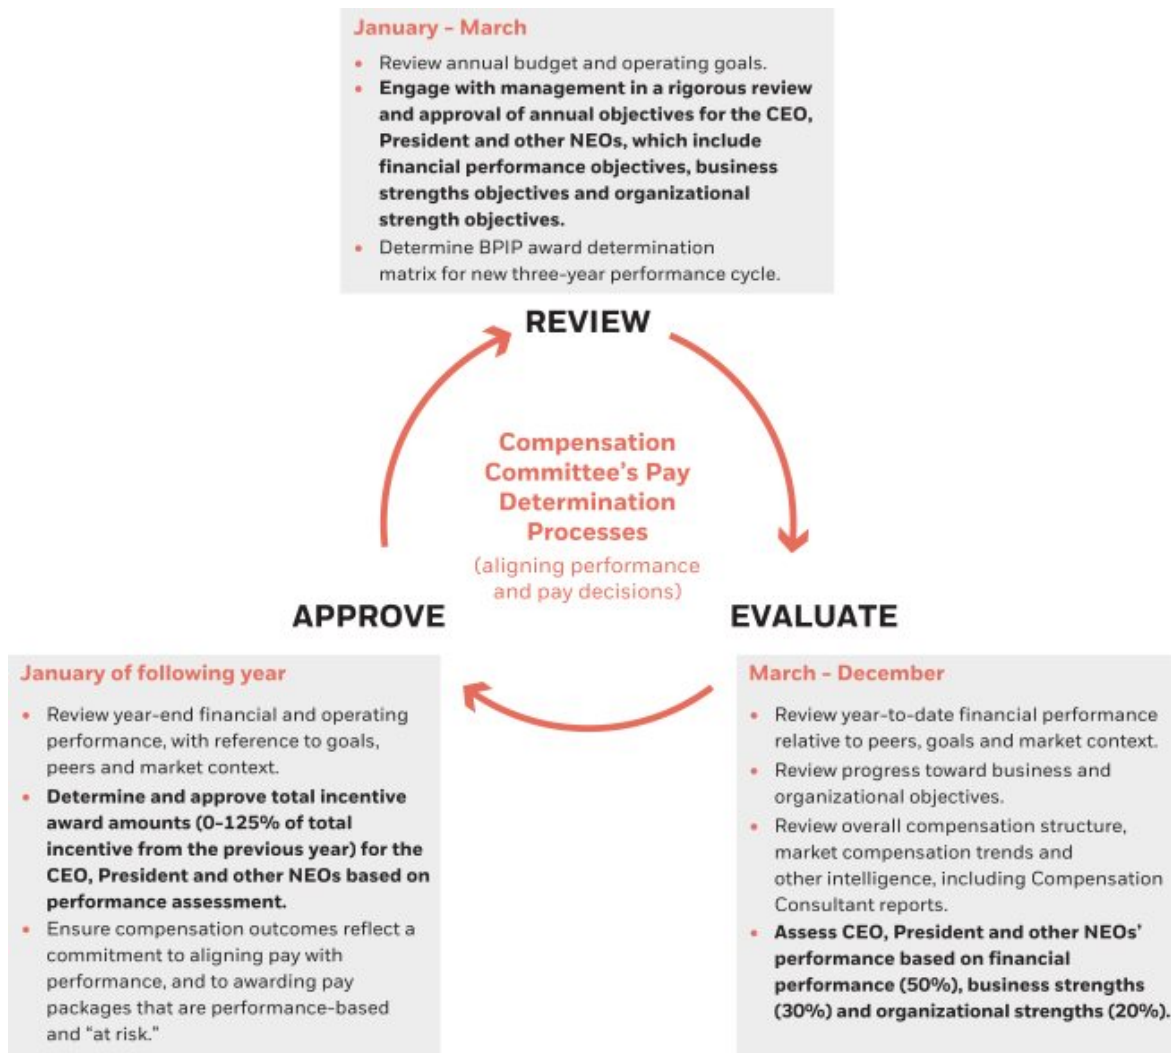 January – March
• Review annual budget and operating goals.
• Engage with management in a rigorous review
and approval of annual objectives for the CEO,
President and other NEOs, which include
financial performance objectives, business
strengths objectives and organizational
strength objectives.
• Determine BPIP award determination
matrix for new three-year performance cycle.
REVIEW
Compensation
Committee’s Pay
Determination
Processes
(aligning performance
and pay decisions)
APPROVE
EVALUATE
January of following year
• Review year-end financial and operating
performance, with reference to goals,
peers and market context.
• Determine and approve total incentive
award amounts (0-125% of total
incentive from the previous year) for the
CEO, President and other NEOs based on
performance assessment.
• Ensure compensation outcomes reflect a
commitment to aligning pay with
performance, and to awarding pay
packages that are performance-based
and “at risk.”
March – December
• Review year-to-date financial performance
relative to peers, goals and market context.
• Review progress toward business and
organizational objectives.
• Review overall compensation structure,
market compensation trends and
other intelligence, including Compensation
Consultant reports.
• Assess CEO, President and other NEOs’
performance based on financial
performance (50%), business strengths
(30%) and organizational strengths (20%).